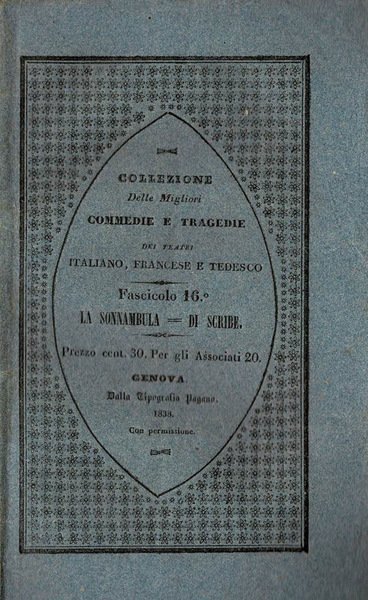 COLLEZIONE
Delle Migliori
COMMEDIE E TRAGEDIE
DEI TEATRI
ITALIANO, FRANCESE E TEDESCO
Fascicolo 16.º
LA SONNAMBULA = DI SCRIBE.
Prezzo cent. 30. Per gli Associati 20.
GENOVA
Dalla Tipografia Pagano.
1838.
Con permissione.